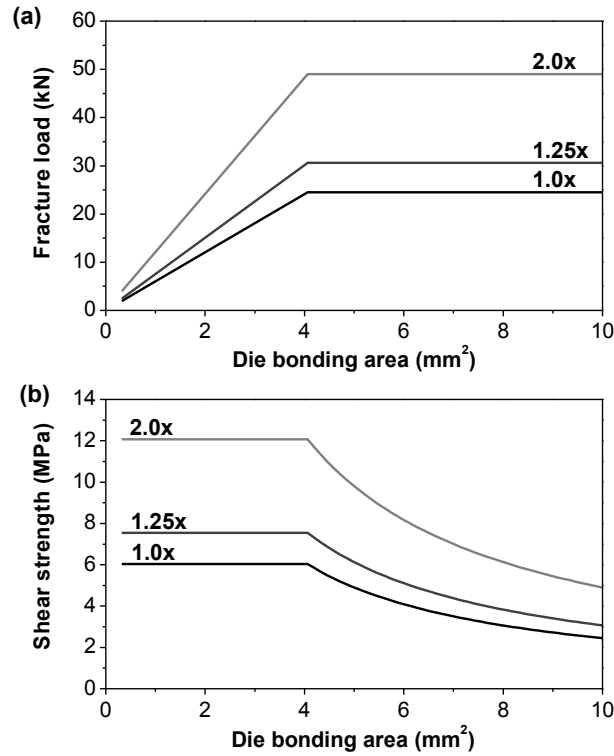 (a)
60
50
40
30
20
10
0
Fracture load (kN)
2.0x
1.25x
1.0x
0 2 4 6 8 10
Die bonding area (mm²)
(b)
14
12
10
8
6
4
2
0
Shear strength (MPa)
2.0x
1.25x
1.0x
0 2 4 6 8 10
Die bonding area (mm²)